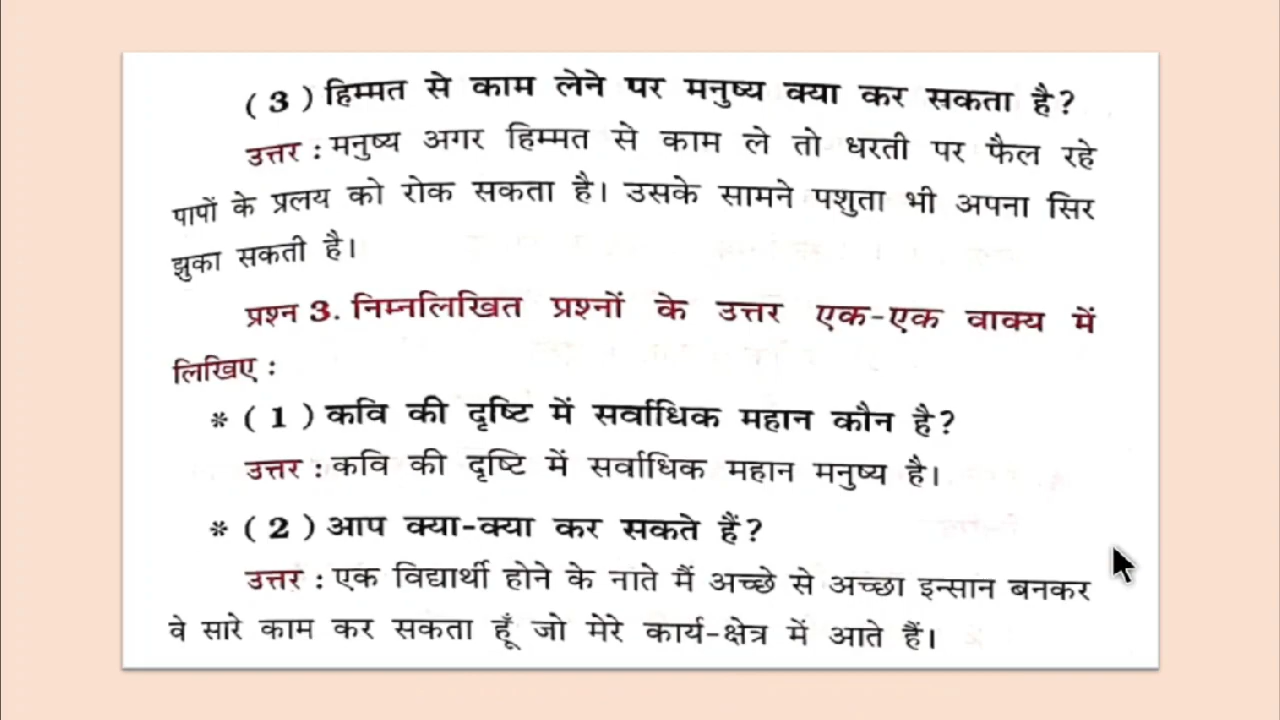 ( 3 ) हिम्मत से काम लेने पर मनुष्य क्या कर सकता है?
उत्तर : मनुष्य अगर हिम्मत से काम ले तो धरती पर फैल रहे
पापों के प्रलय को रोक सकता है। उसके सामने पशुता भी अपना सिर
झुका सकती है।
प्रश्न 3. निम्नलिखित प्रश्नों के उत्तर एक-एक वाक्य में
लिखिए :
* ( 1 ) कवि की दृष्टि में सर्वाधिक महान कौन है?
उत्तर : कवि की दृष्टि में सर्वाधिक महान मनुष्य है।
* ( 2 ) आप क्या-क्या कर सकते हैं?
उत्तर : एक विद्यार्थी होने के नाते मैं अच्छे से अच्छा इन्सान बनकर
वे सारे काम कर सकता हूँ जो मेरे कार्य-क्षेत्र में आते हैं।